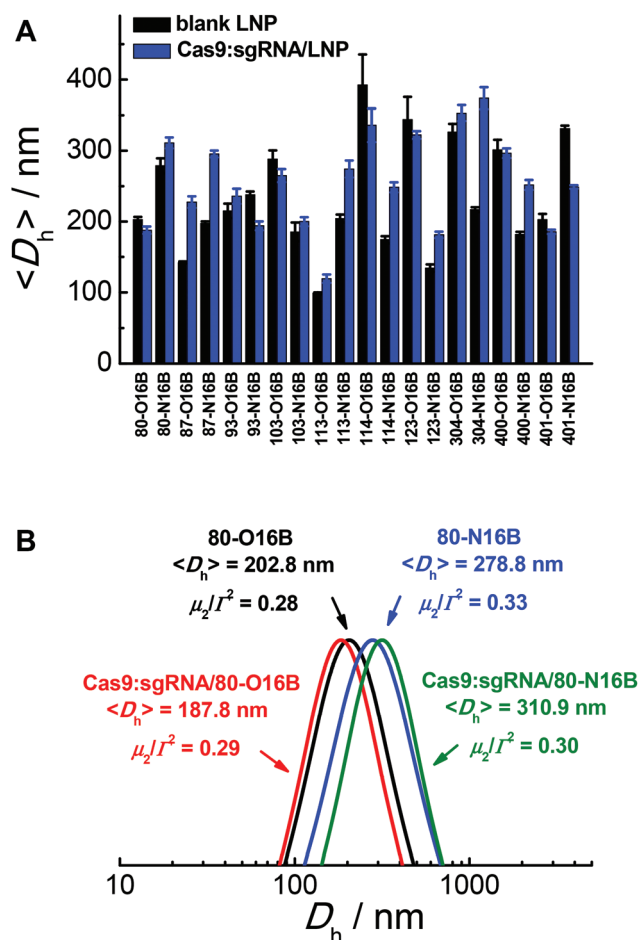 A
blank LNP
Cas9:sgRNA/LNP
<Dh> / nm
400
300
200
100
0
80-O16B
80-N16B
87-O16B
87-N16B
93-O16B
93-N16B
103-O16B
103-N16B
113-O16B
113-N16B
114-O16B
114-N16B
123-O16B
123-N16B
304-O16B
304-N16B
400-O16B
400-N16B
401-O16B
401-N16B
B
80-O16B
<Dh> = 202.8 nm
μ2/Γ2 = 0.28
80-N16B
<Dh> = 278.8 nm
μ2/Γ2 = 0.33
Cas9:sgRNA/80-O16B
<Dh> = 187.8 nm
μ2/Γ2 = 0.29
Cas9:sgRNA/80-N16B
<Dh> = 310.9 nm
μ2/Γ2 = 0.30
10
100
1000
Dh / nm